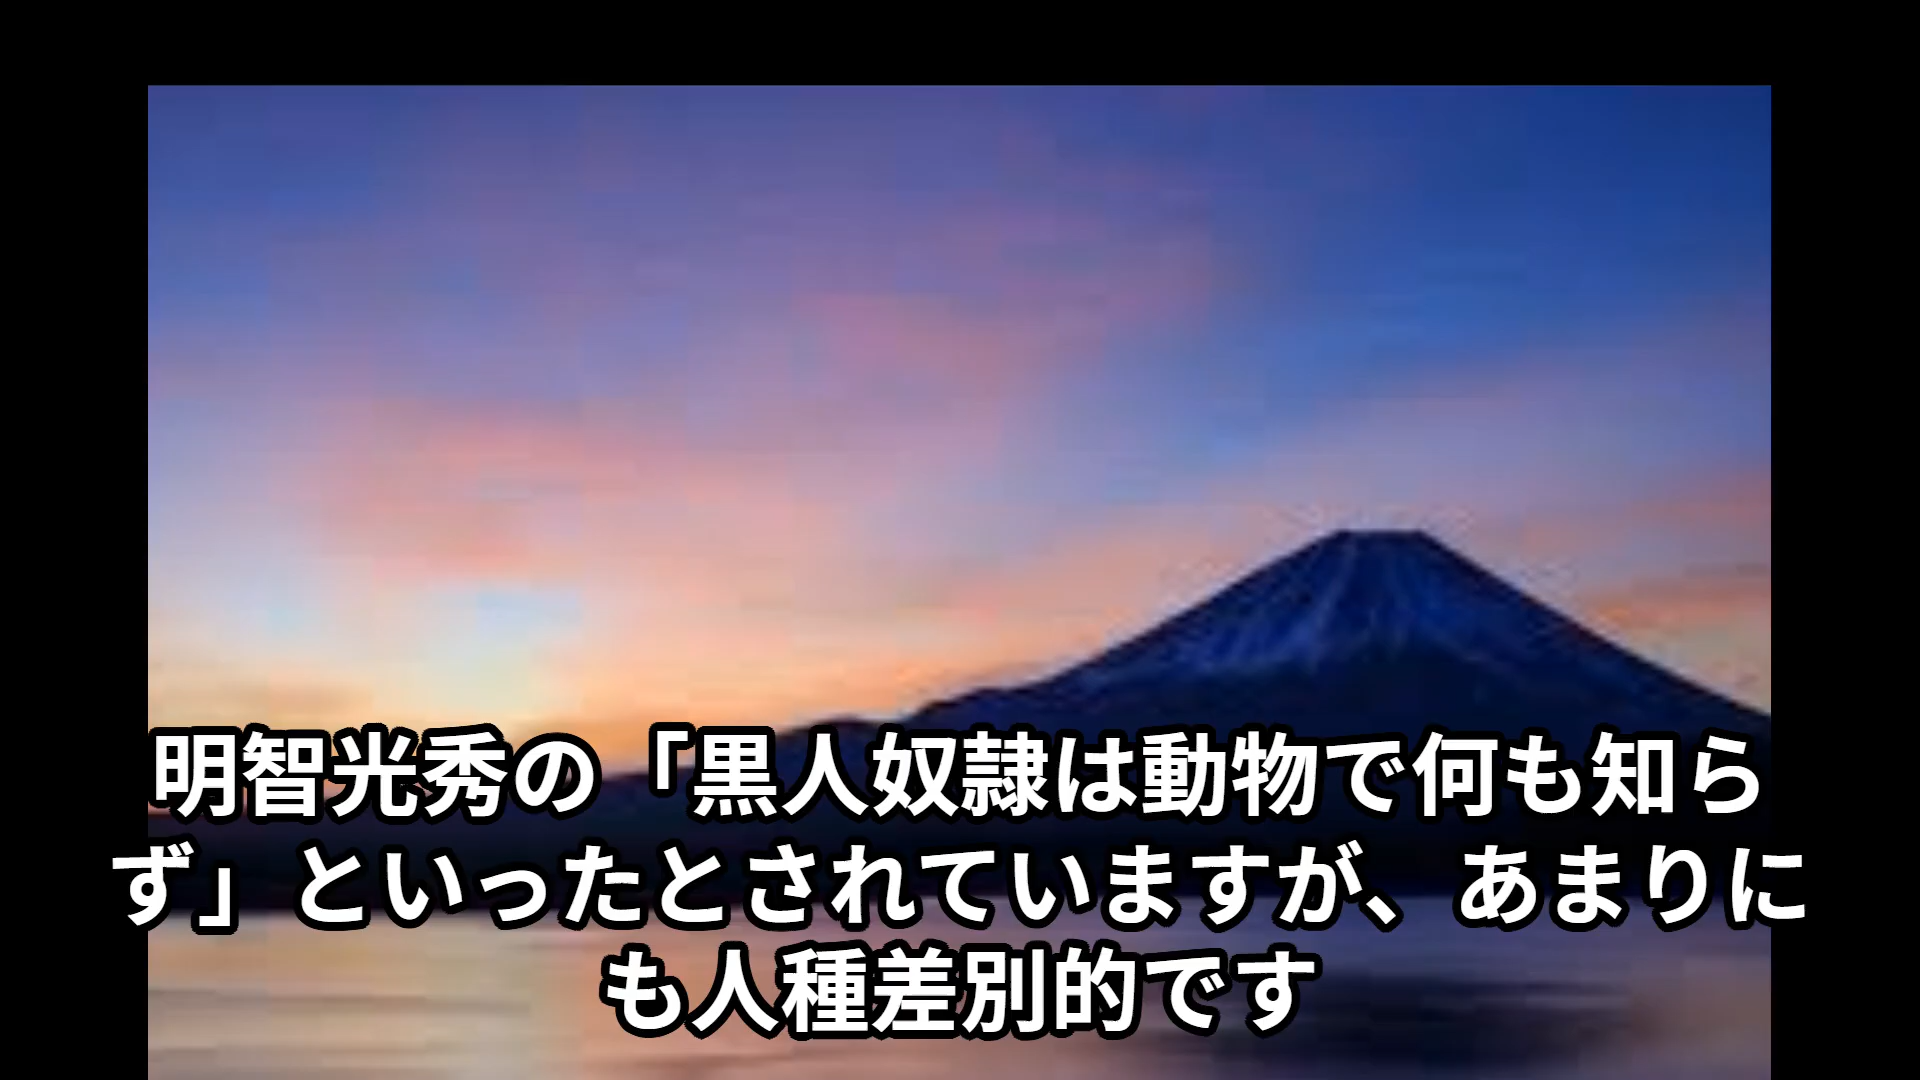 明智光秀の「黒人奴隷は動物で何も知ら
ず」といったとされていますが、あまりに
も人種差別的です